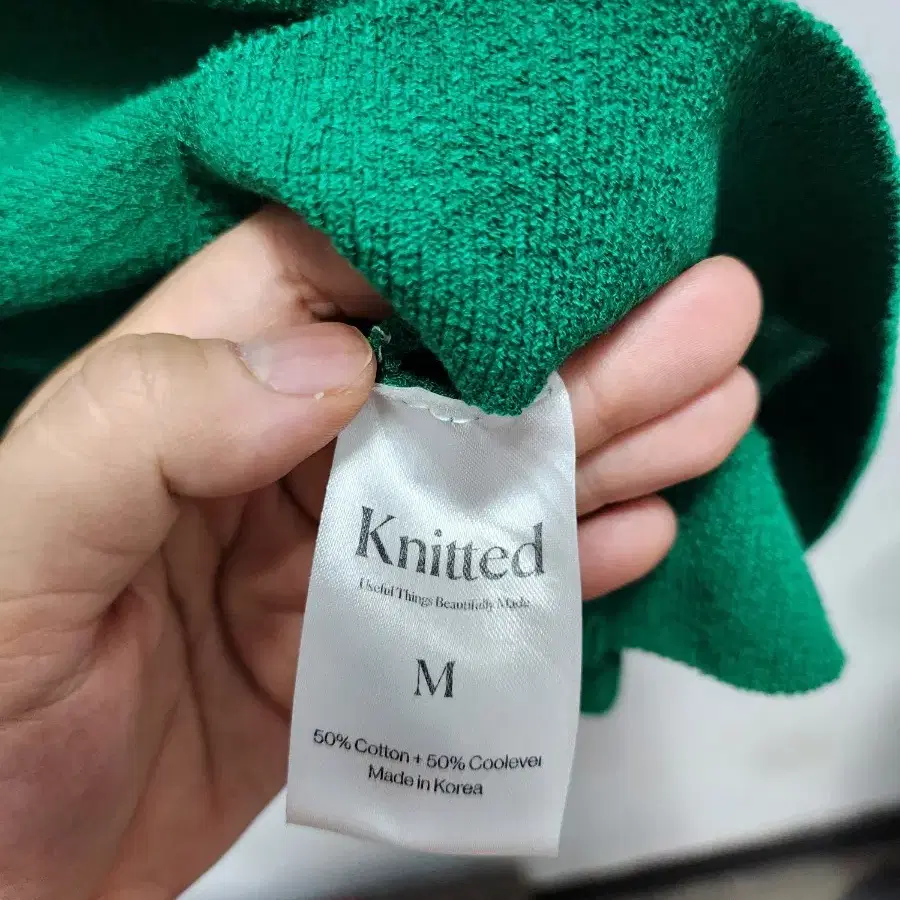 Knitted
Useful Things Beautifully Made
M
50% Cotton + 50% Coolever
Made in Korea